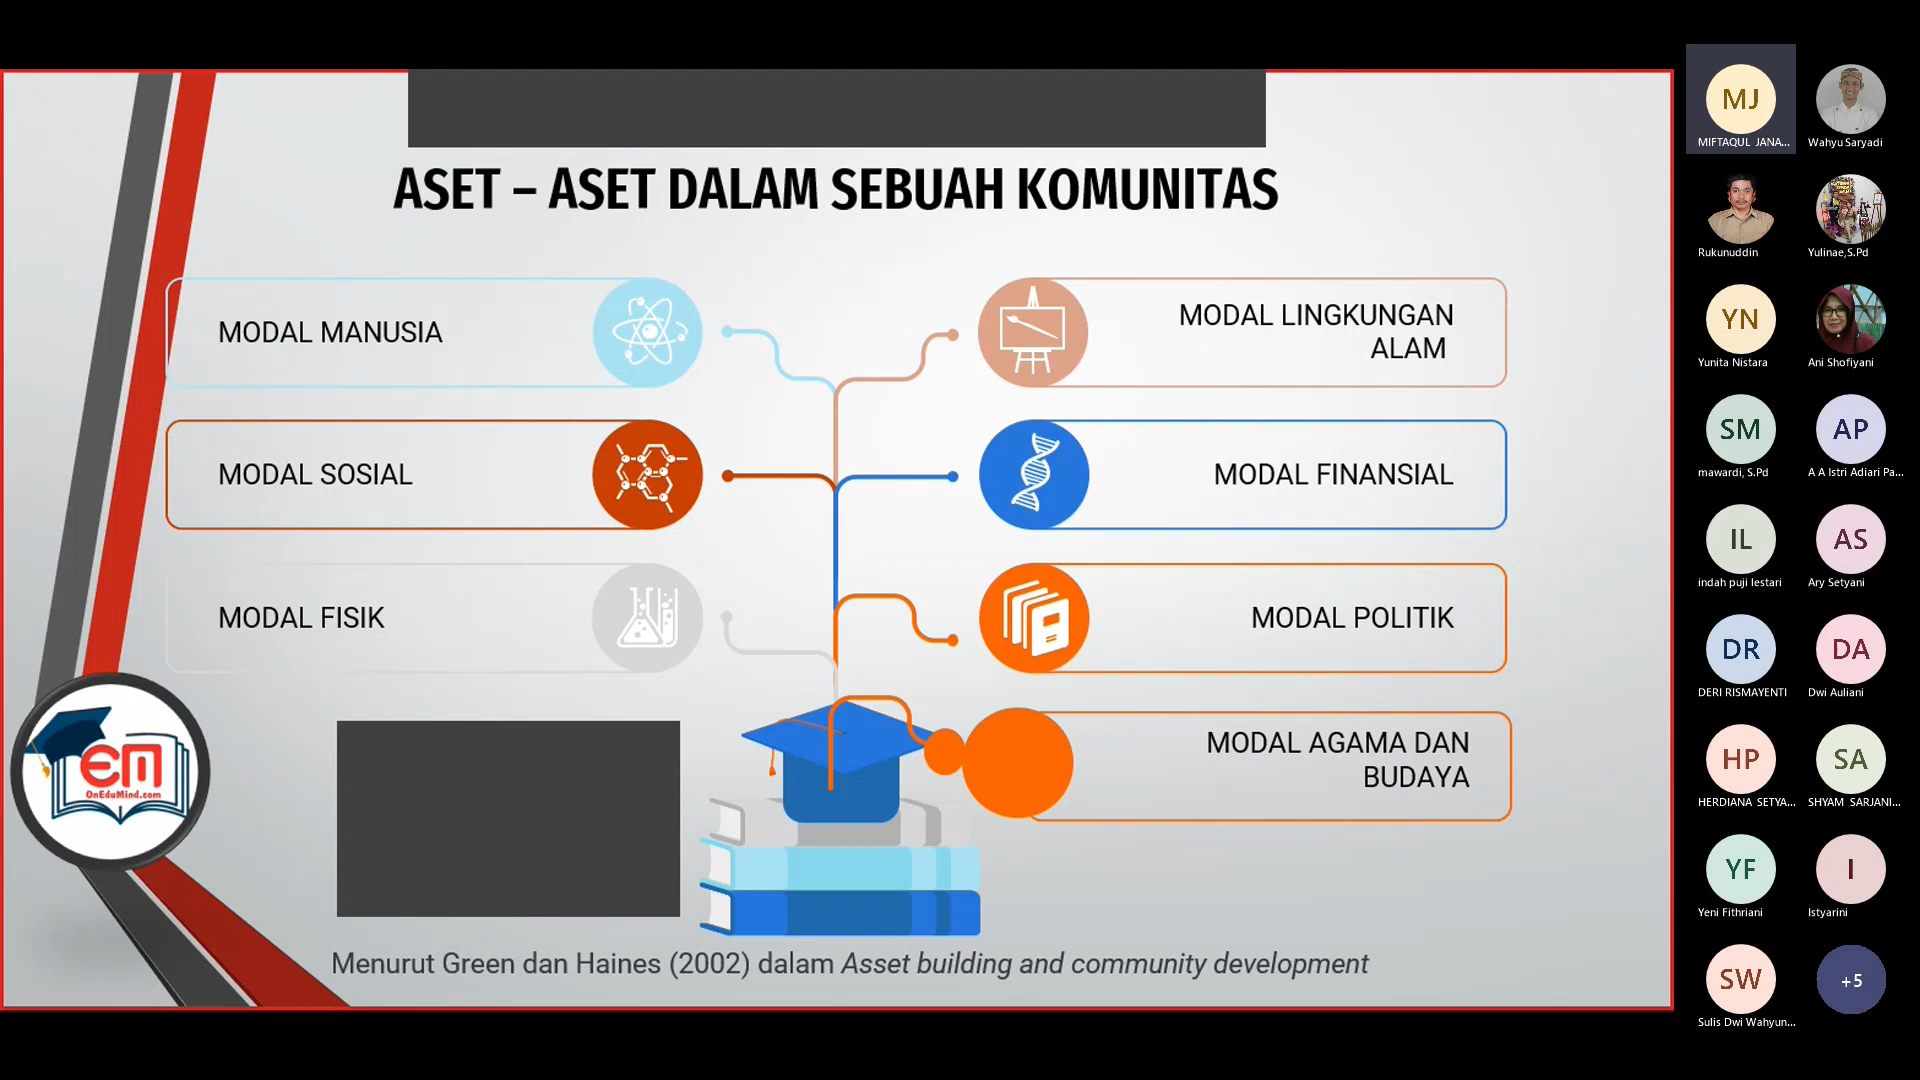 ASET – ASET DALAM SEBUAH KOMUNITAS
MODAL MANUSIA
MODAL SOSIAL
MODAL FISIK
MODAL LINGKUNGAN
ALAM
MODAL FINANSIAL
MODAL POLITIK
MODAL AGAMA DAN
BUDAYA
EM
OnEduMind.com
Menurut Green dan Haines (2002) dalam Asset building and community development
MJ
MIFTAQUL JANA...
Wahyu Saryadi
Rukunuddin
Yulinae,S.Pd
YN
Yunita Nistara
Ani Shofiyani
SM
mawardi, S.Pd
AP
A A Istri Adiari Pa...
IL
indah puji lestari
AS
Ary Setyani
DR
DERI RISMAYENTI
DA
Dwi Auliani
HP
HERDIANA SETYA...
SA
SHYAM SARJANI...
YF
Yeni Fithriani
I
Istyarini
SW
Sulis Dwi Wahyun...
+5